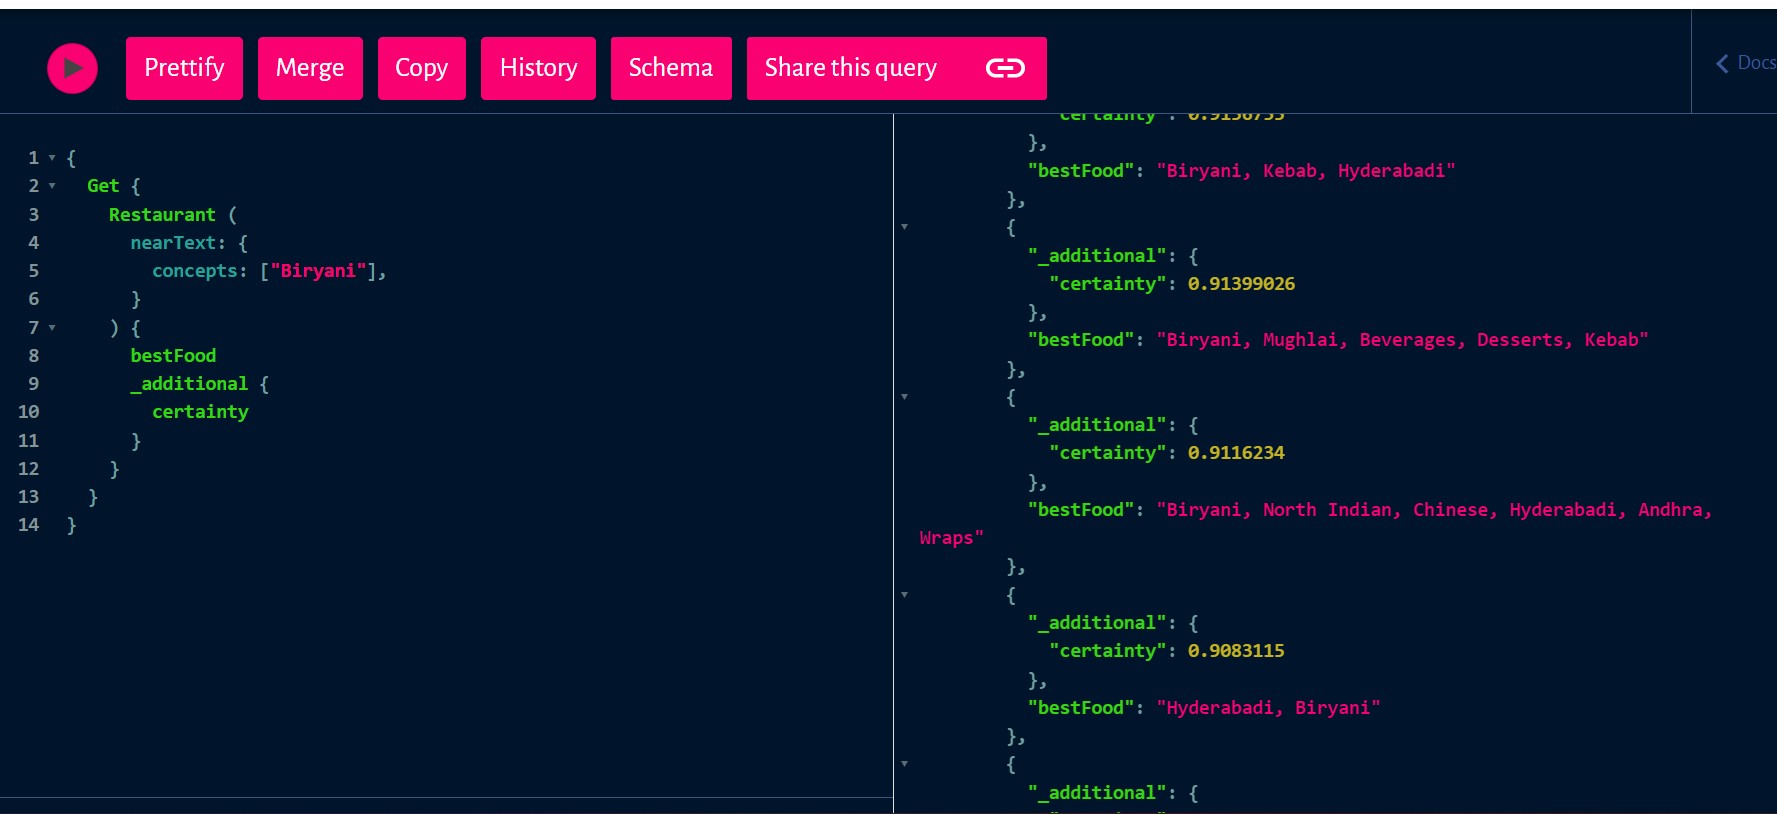 Prettify Merge Copy History Schema Share this query Docs
1 {
2 Get {
3 Restaurant (
4 nearText: {
5 concepts: ["Biryani"],
6 }
7 ) {
8 bestFood
9 _additional {
10 certainty
11 }
12 }
13 }
14 }
"certainty":
},
"bestFood": "Biryani, Kebab, Hyderabadi"
},
{
"_additional": {
"certainty": 0.91399026
},
"bestFood": "Biryani, Mughlai, Beverages, Desserts, Kebab"
},
{
"_additional": {
"certainty": 0.9116234
},
"bestFood": "Biryani, North Indian, Chinese, Hyderabadi, Andhra,
Wraps"
},
{
"_additional": {
"certainty": 0.9083115
},
"bestFood": "Hyderabadi, Biryani"
},
{
"_additional": {